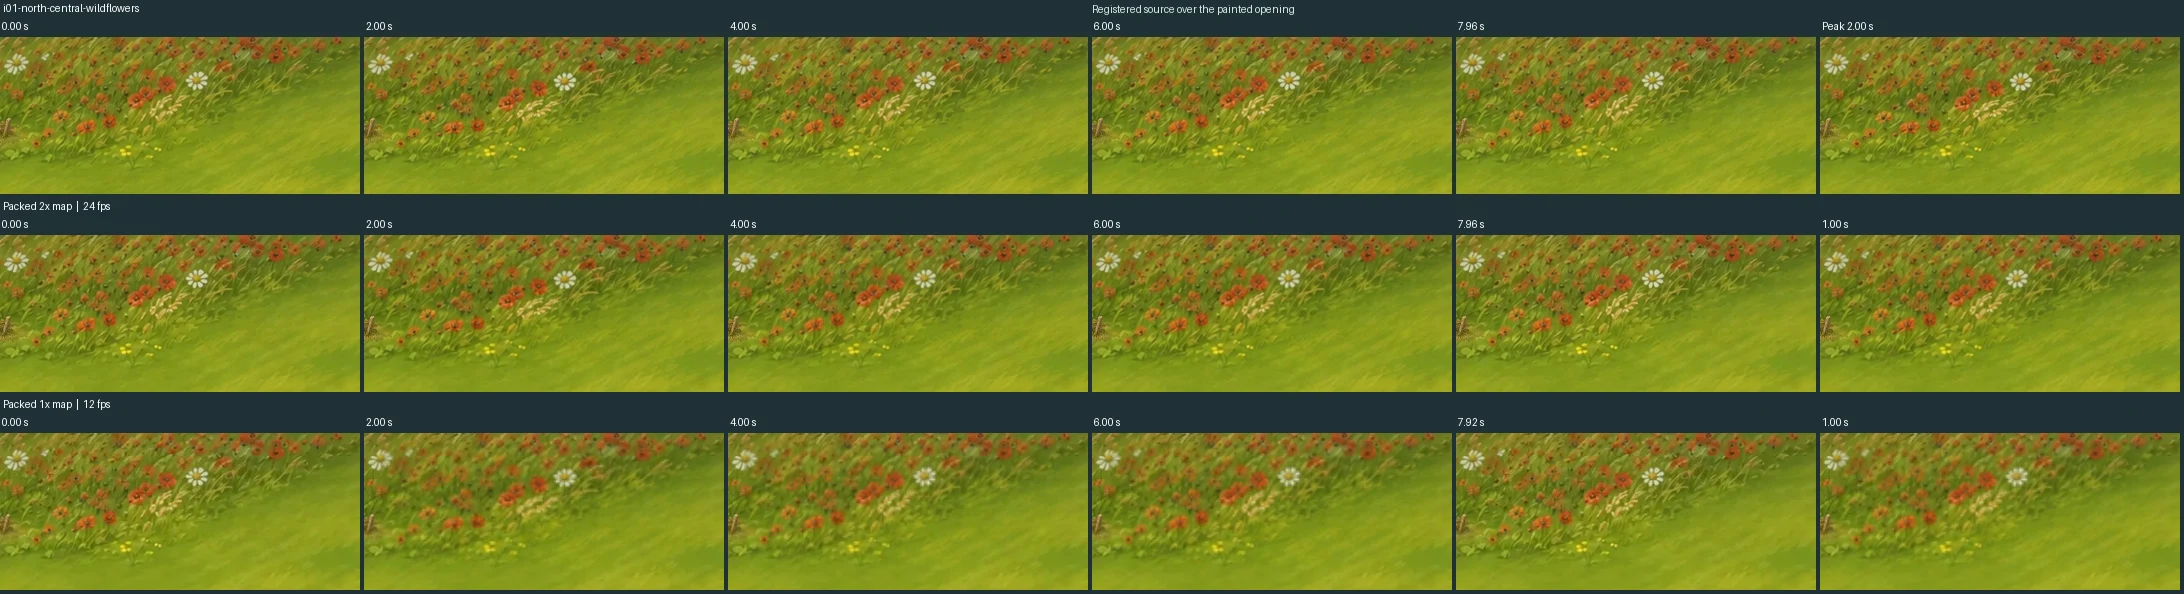 i01-north-central-wildflowers
Registered source over the painted opening
0.00 s 2.00 s 4.00 s 6.00 s 7.96 s Peak 2.00 s
Packed 2x map | 24 fps
0.00 s 2.00 s 4.00 s 6.00 s 7.96 s 1.00 s
Packed 1x map | 12 fps
0.00 s 2.00 s 4.00 s 6.00 s 7.92 s 1.00 s